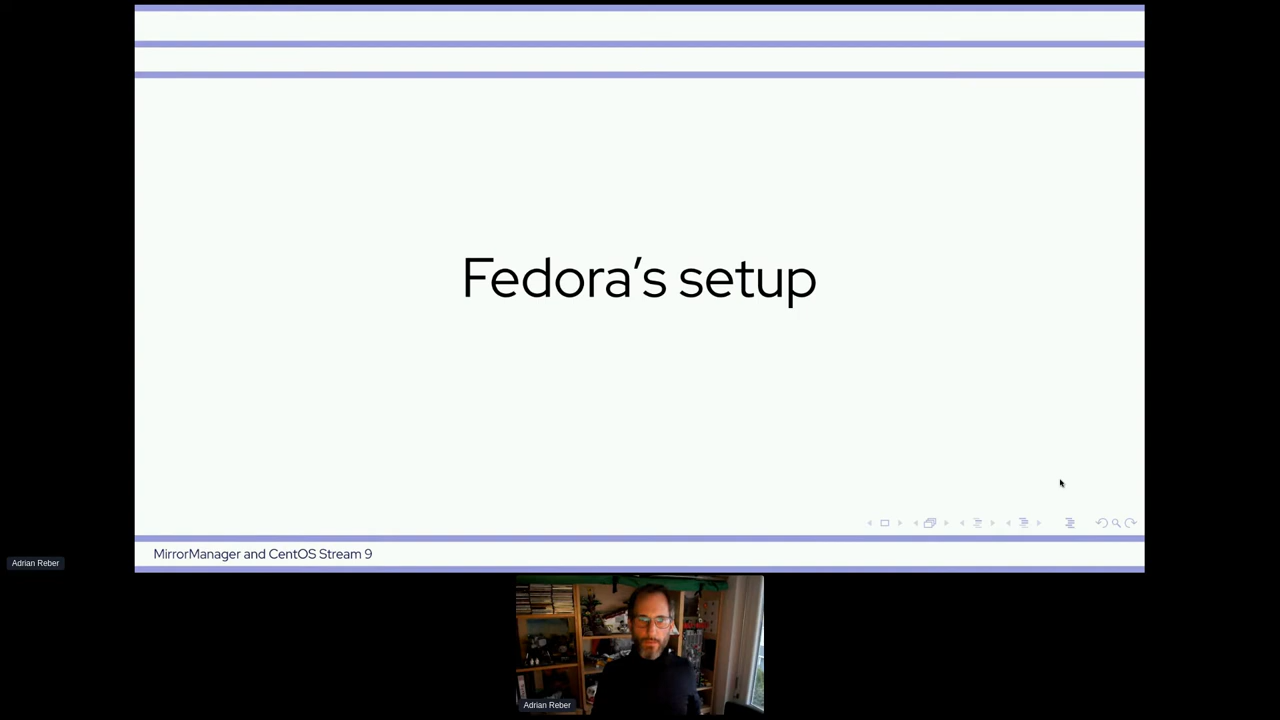 Fedora's setup
MirrorManager and CentOS Stream 9
Adrian Reber
Adrian Reber